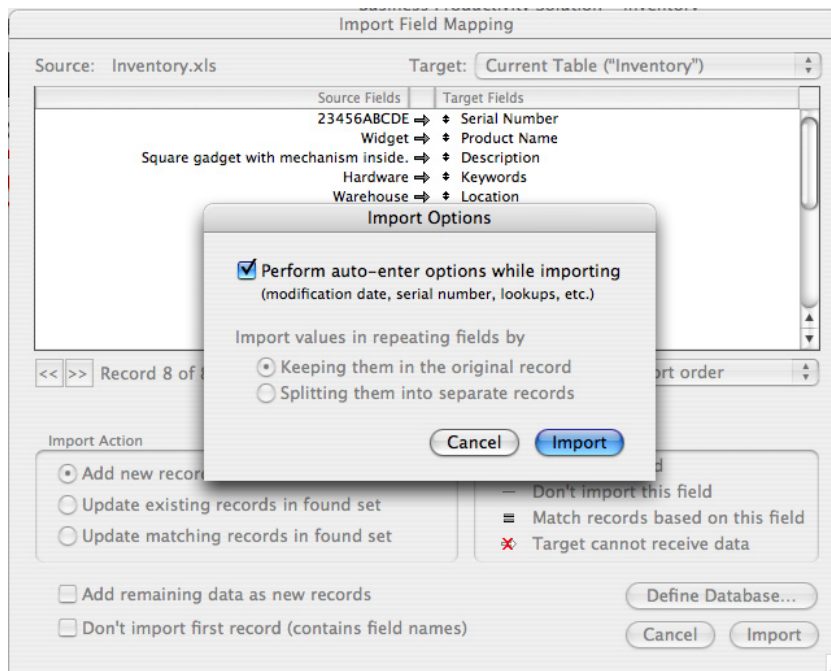 Import Field Mapping
Source: Inventory.xls Target: Current Table ("Inventory")
Source Fields Target Fields
23456ABCDE Serial Number
Widget Product Name
Square gadget with mechanism inside. Description
Hardware Keywords
Warehouse Location
Import Options
Perform auto-enter options while importing
(modification date, serial number, lookups, etc.)
Import values in repeating fields by
Keeping them in the original record
Splitting them into separate records
Cancel Import
<< >> Record 8 of
order
Import Action
Add new
Don't import this field
Update existing records in found set
Match records based on this field
Update matching records in found set
Target cannot receive data
Add remaining data as new records
Define Database...
Don't import first record (contains field names)
Cancel Import